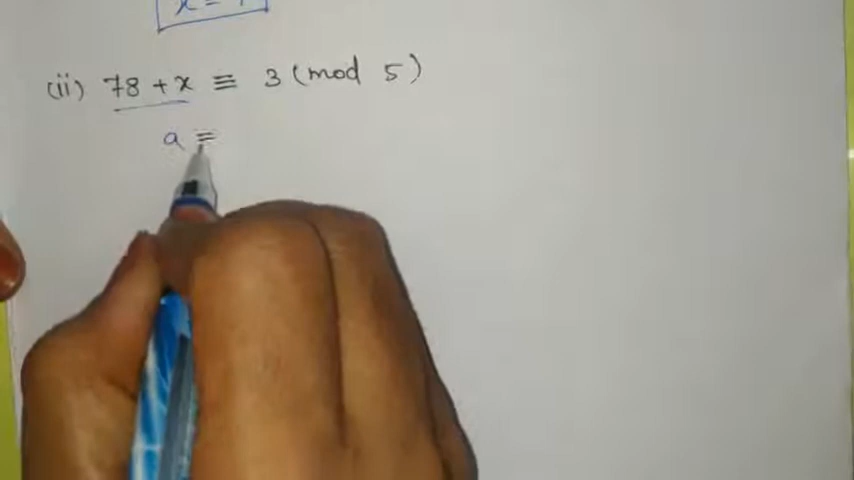 (ii) 78 + x ≡ 3 (mod 5)
a ≡